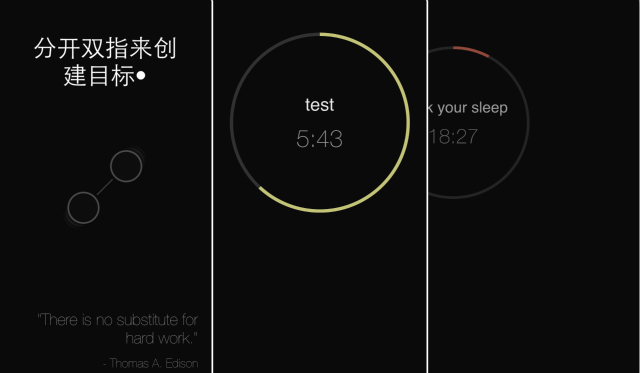 分开双指来创
建目标•
"There is no substitute for
hard work."
- Thomas A. Edison
test
5:43
k your sleep
18:27